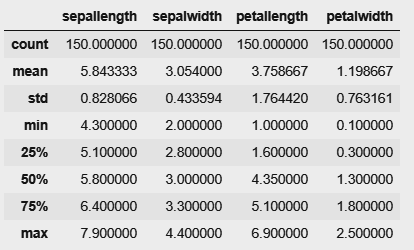 sepallength sepalwidth petallength petalwidth
count 150.000000 150.000000 150.000000 150.000000
mean 5.843333 3.054000 3.758667 1.198667
std 0.828066 0.433594 1.764420 0.763161
min 4.300000 2.000000 1.000000 0.100000
25% 5.100000 2.800000 1.600000 0.300000
50% 5.800000 3.000000 4.350000 1.300000
75% 6.400000 3.300000 5.100000 1.800000
max 7.900000 4.400000 6.900000 2.500000